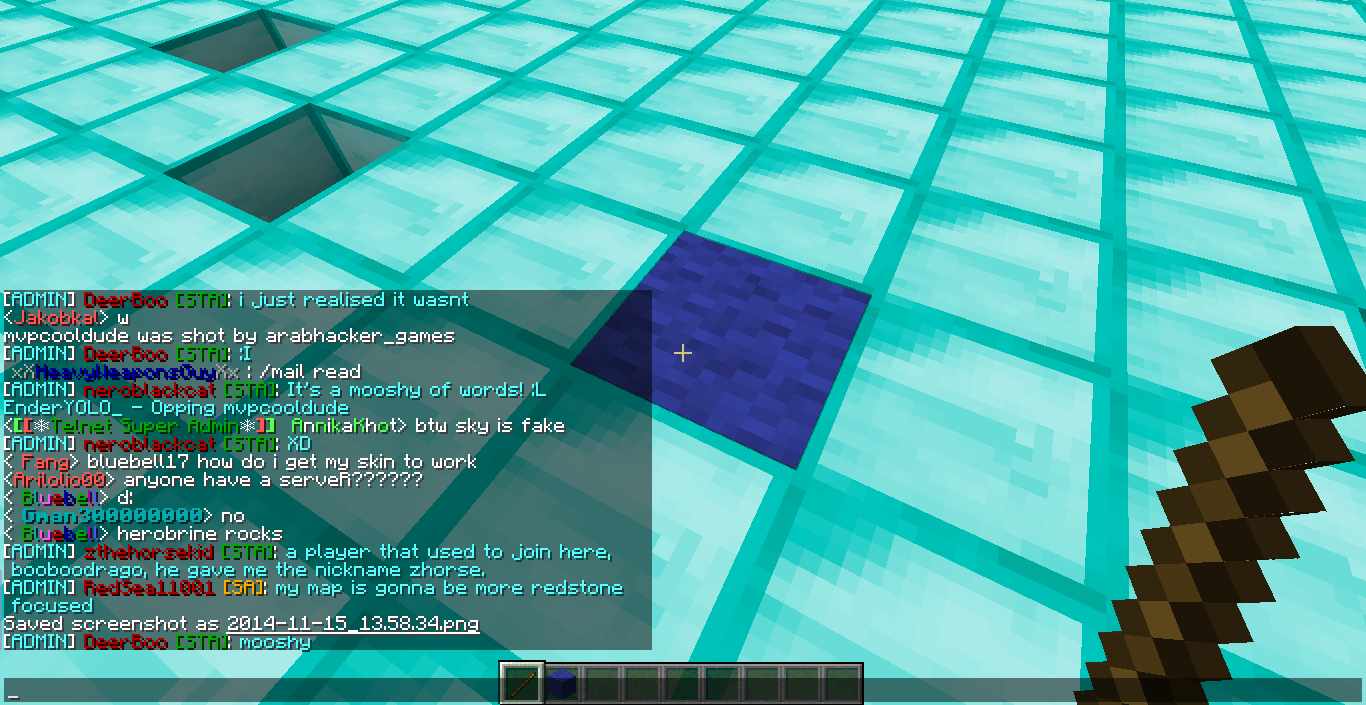 [ADMIN] DeerBoo [STA]: i just realised it wasnt
<Jakobkal> w
mvpcooldude was shot by arabhacker_games
[ADMIN] DeerBoo [STA]: :I
xXHeavyWeaponsGuyXx : /mail read
[ADMIN] neroblackcat [STA]: It's a mooshy of words! :L
EnderYOLO_ - Opping mvpcooldude
<[[*Telnet Super Admin*]] AnnikaKhot> btw sky is fake
[ADMIN] neroblackcat [STA]: XD
< Fang> bluebell17 how do i get my skin to work
<Arilolio00> anyone have a serveR??????
< Bluebell> d:
< Gman300000000> no
< Bluebell> herobrine rocks
[ADMIN] zthehorsekid [STA]: a player that used to join here,
booboodrago, he gave me the nickname zhorse.
[ADMIN] RedSea11001 [SA]: my map is gonna be more redstone
focused
Saved screenshot as 2014-11-15_13.58.34.png
[ADMIN] DeerBoo [STA]: mooshy
_